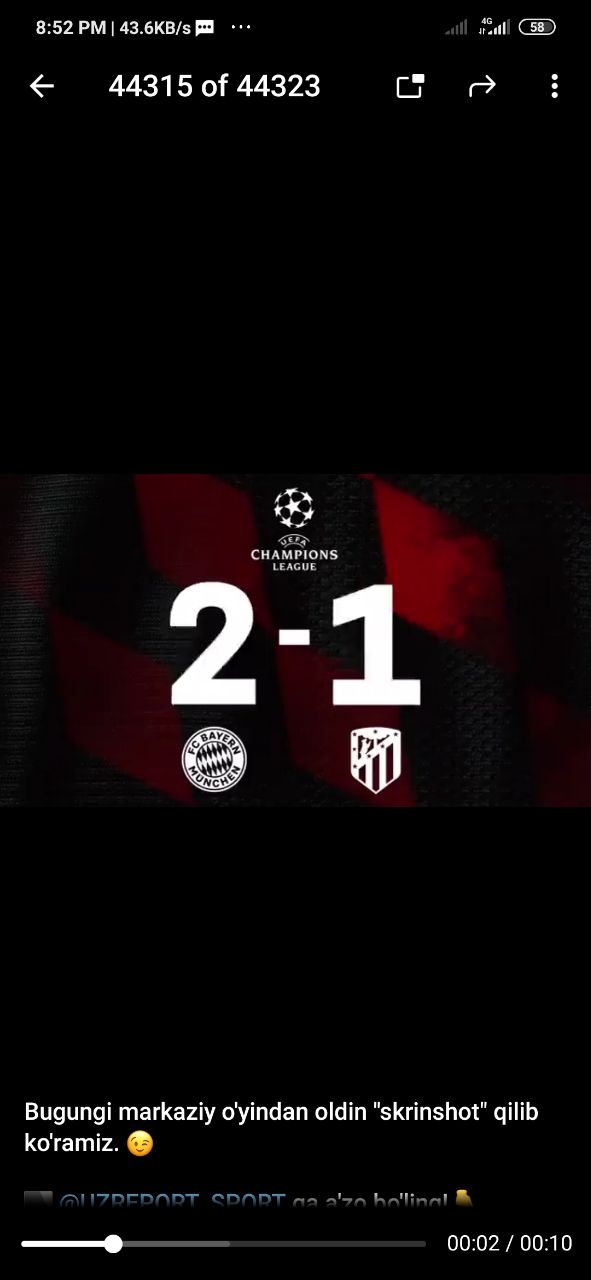 8:52 PM | 43.6KB/s
4G
58
44315 of 44323
UEFA
CHAMPIONS
LEAGUE
2-1
FC BAYERN
MÜNCHEN
Bugungi markaziy o'yindan oldin "skrinshot" qilib
ko'ramiz. 😉
@UZREPORT_SPORT ga a'zo bo'ling! 👇
00:02 / 00:10